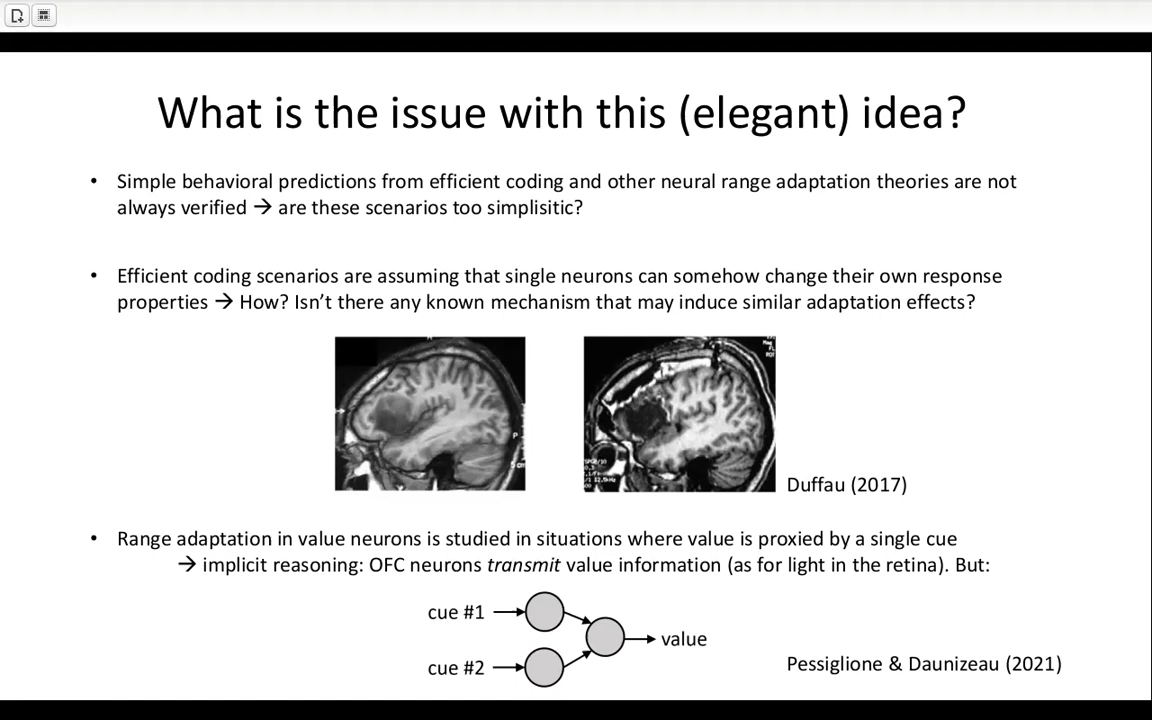 What is the issue with this (elegant) idea?
• Simple behavioral predictions from efficient coding and other neural range adaptation theories are not
always verified → are these scenarios too simplisitic?
• Efficient coding scenarios are assuming that single neurons can somehow change their own response
properties → How? Isn't there any known mechanism that may induce similar adaptation effects?
P
5 cm
Duffau (2017)
• Range adaptation in value neurons is studied in situations where value is proxied by a single cue
→ implicit reasoning: OFC neurons transmit value information (as for light in the retina). But:
cue #1
value
cue #2
Pessiglione & Daunizeau (2021)